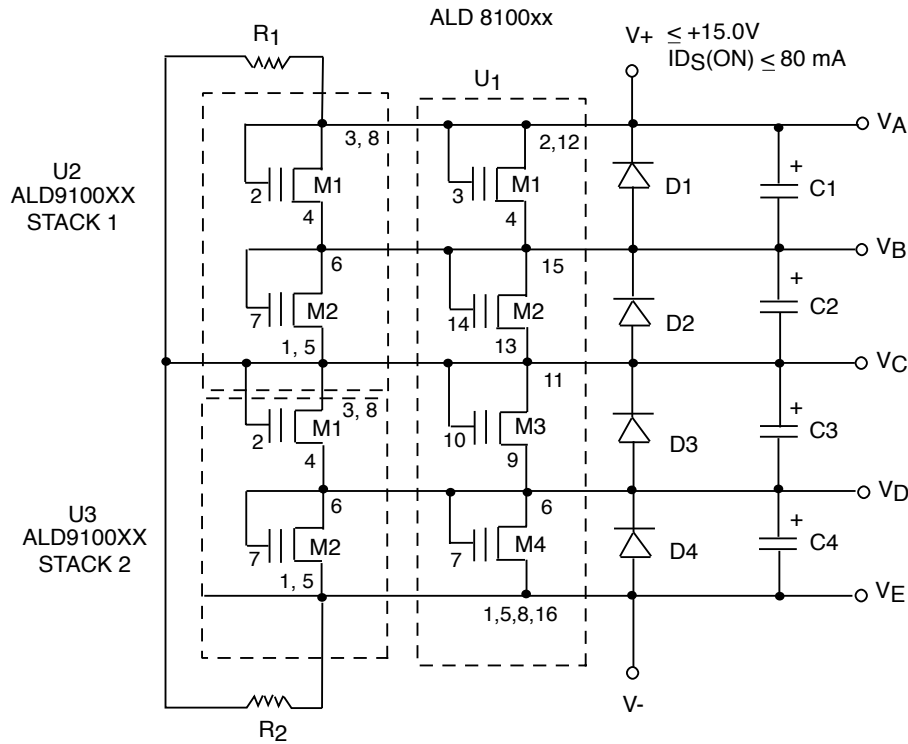 ALD 8100xx
V+ ≤ +15.0V
IDS(ON) ≤ 80 mA
R1
U1
VA
3, 8
2,12
U2
ALD9100XX
STACK 1
2
M1
4
3
M1
4
D1
+
C1
VB
6
15
7
M2
1, 5
14
M2
13
D2
+
C2
VC
3, 8
11
2
M1
4
10
M3
9
D3
+
C3
VD
6
6
U3
ALD9100XX
STACK 2
7
M2
1, 5
7
M4
1,5,8,16
D4
+
C4
VE
R2
V-